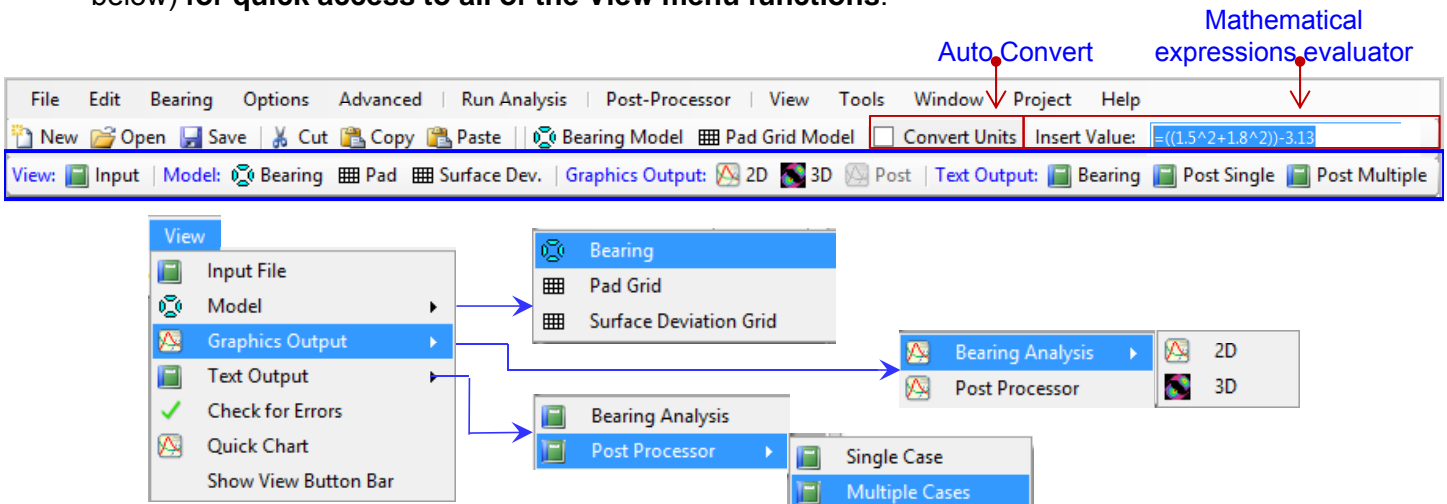 below) for quick access to all of the View menu functions.
Mathematical
Auto Convert expressions evaluator
File Edit Bearing Options Advanced | Run Analysis | Post-Processor | View Tools Window Project Help
New Open Save | Cut Copy Paste | Bearing Model Pad Grid Model Convert Units Insert Value: =((1.5^2+1.8^2))-3.13
View: Input | Model: Bearing Pad Surface Dev. | Graphics Output: 2D 3D Post | Text Output: Bearing Post Single Post Multiple
View
Input File
Model
Graphics Output
Text Output
Check for Errors
Quick Chart
Show View Button Bar
Bearing
Pad Grid
Surface Deviation Grid
Bearing Analysis
Post Processor
2D
3D
Bearing Analysis
Post Processor
Single Case
Multiple Cases